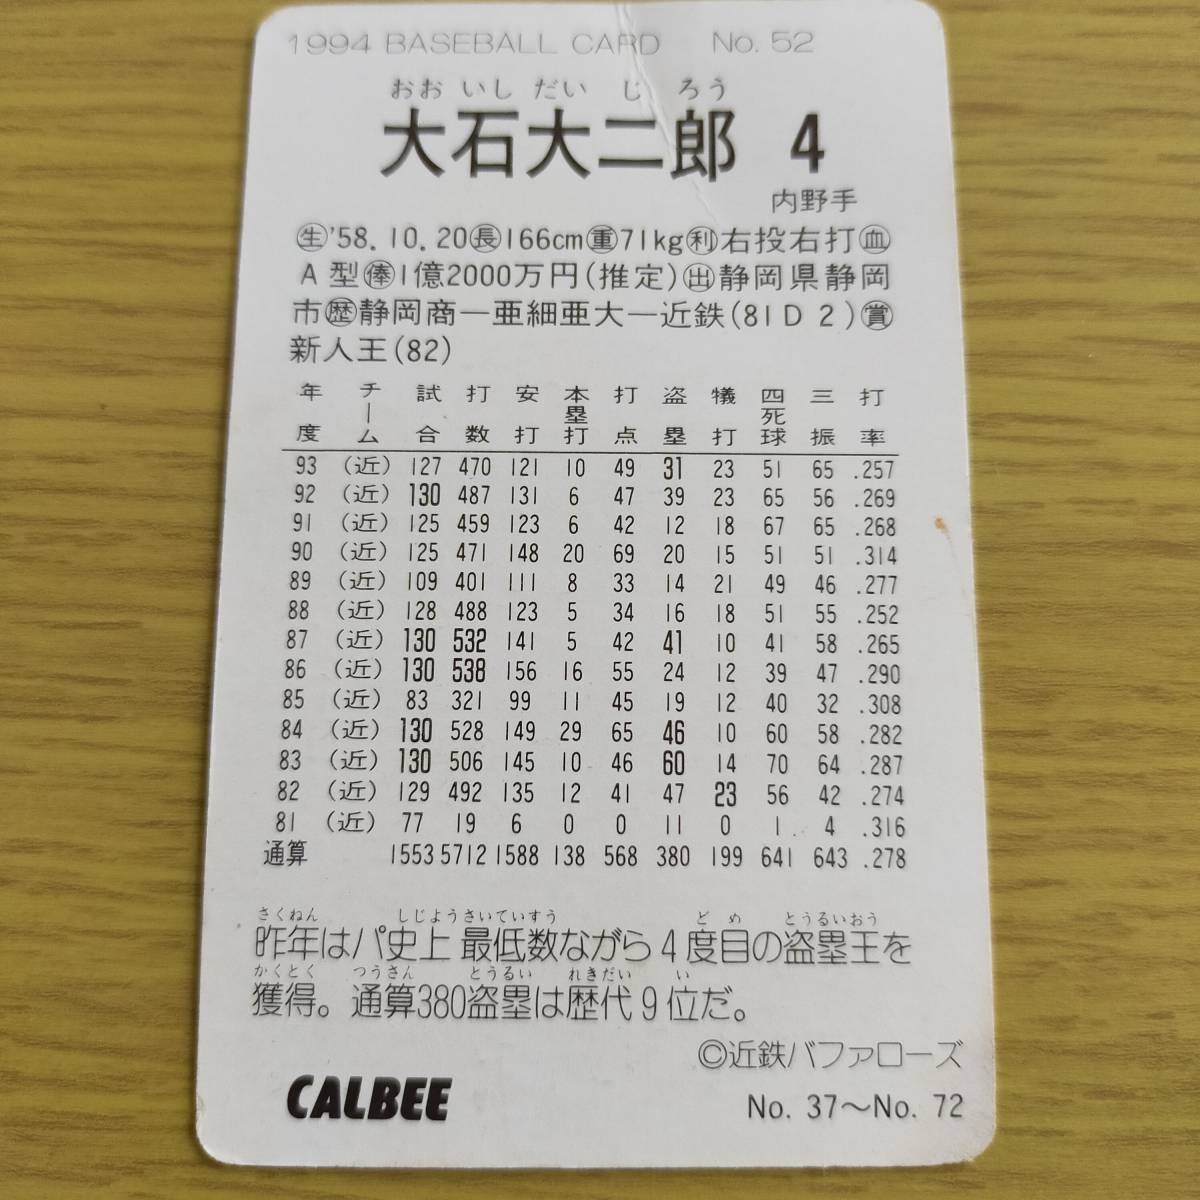 1994 BASEBALL CARD No. 52
おおいしだいじろう
大石大二郎 4
内野手
生'58.10.20長166cm重71kg利右投右打血
A型俸1億2000万円(推定)出静岡県静岡
市歴静岡商ー亜細亜大ー近鉄(81D2)賞
新人王(82)
年度 チーム 試合 打数 安打 本塁打 打点 盗塁 犠打 四死球 三振 打率
93 (近) 127 470 121 10 49 31 23 51 65 .257
92 (近) 130 487 131 6 47 39 23 65 56 .269
91 (近) 125 459 123 6 42 12 18 67 65 .268
90 (近) 125 471 148 20 69 20 15 51 51 .314
89 (近) 109 401 111 8 33 14 21 49 46 .277
88 (近) 128 488 123 5 34 16 18 51 55 .252
87 (近) 130 532 141 5 42 41 10 41 58 .265
86 (近) 130 538 156 16 55 24 12 39 47 .290
85 (近) 83 321 99 11 45 19 12 40 32 .308
84 (近) 130 528 149 29 65 46 10 60 58 .282
83 (近) 130 506 145 10 46 60 14 70 64 .287
82 (近) 129 492 135 12 41 47 23 56 42 .274
81 (近) 77 19 6 0 0 11 0 1 4 .316
通算 1553 5712 1588 138 568 380 199 641 643 .278
さくねん しじょうさいていすう どめ とうるいおう
昨年はパ史上最低数ながら4度目の盗塁王を
かくとく つうさん とうるい れきだい い
獲得。通算380盗塁は歴代9位だ。
©近鉄バファローズ
CALBEE No. 37〜No. 72